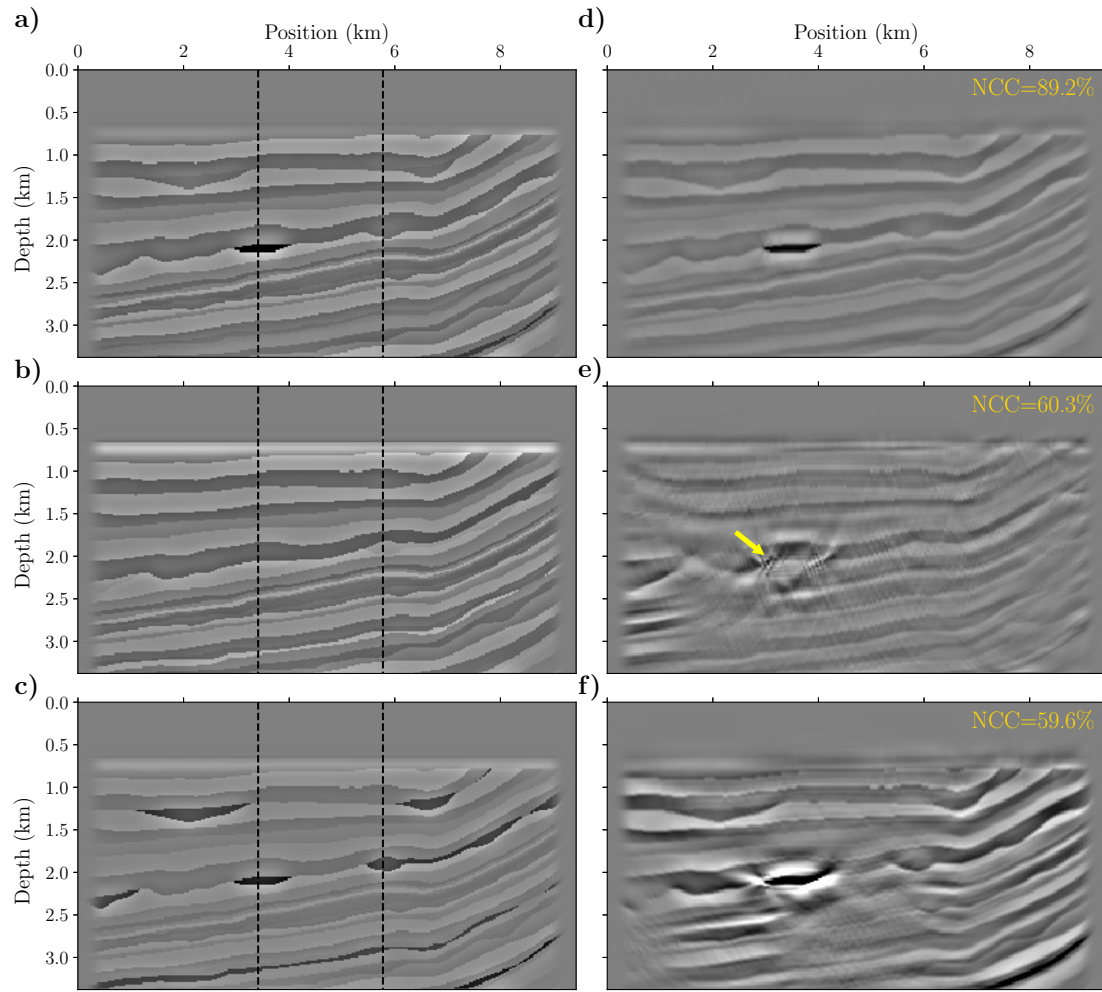 a)
Position (km)
0 2 4 6 8
0.0
0.5
1.0
1.5
2.0
2.5
3.0
Depth (km)
d)
Position (km)
0 2 4 6 8
NCC=89.2%
b)
0.0
0.5
1.0
1.5
2.0
2.5
3.0
Depth (km)
e)
NCC=60.3%
c)
0.0
0.5
1.0
1.5
2.0
2.5
3.0
Depth (km)
f)
NCC=59.6%